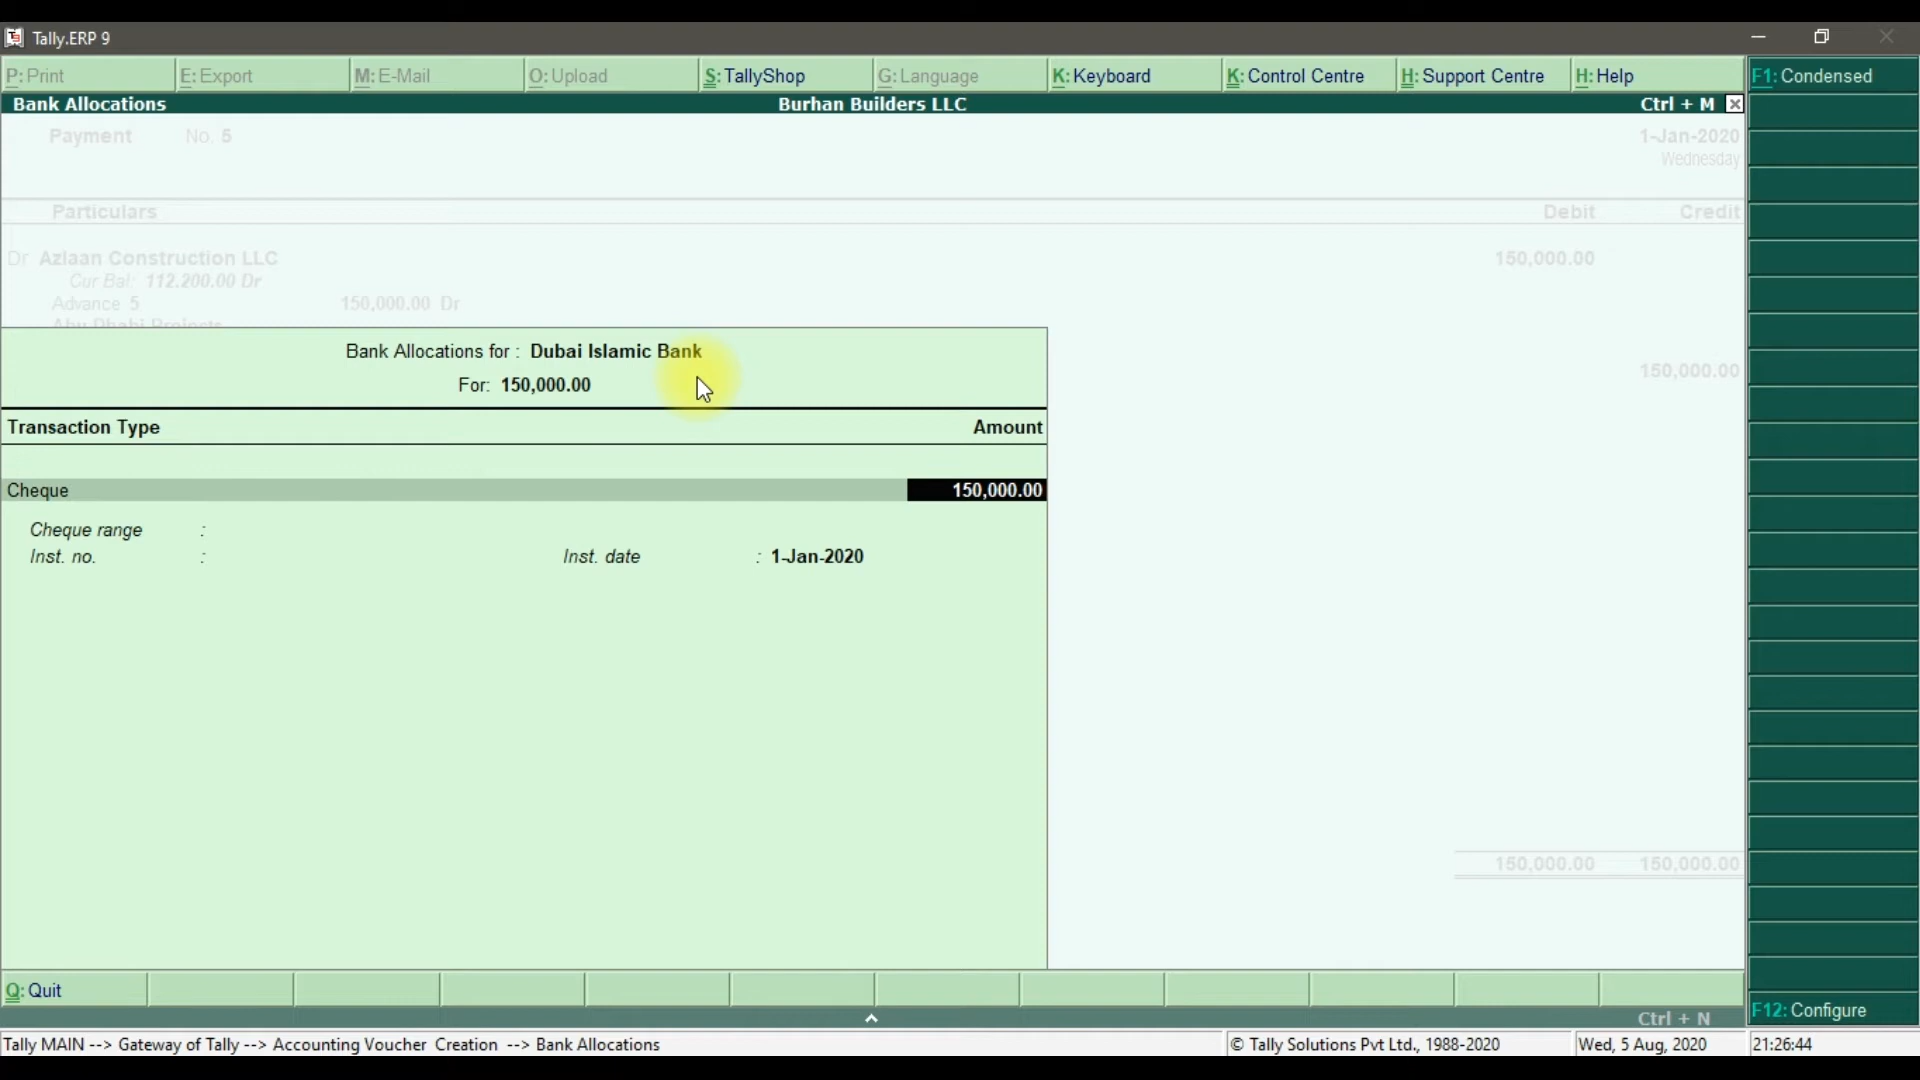 Tally.ERP 9
P: Print E: Export M: E-Mail O: Upload S: TallyShop G: Language K: Keyboard K: Control Centre H: Support Centre H: Help F1: Condensed
Bank Allocations Burhan Builders LLC Ctrl + M
Payment No. 5 1-Jan-2020
Wednesday
Particulars Debit Credit
Dr Azlaan Construction LLC 150,000.00
Cur Bal: 112,200.00 Dr
Advance 5 150,000.00 Dr
Abu Dhabi Projects
Bank Allocations for : Dubai Islamic Bank
150,000.00
For: 150,000.00
Transaction Type Amount
Cheque 150,000.00
Cheque range :
Inst. no. : Inst. date : 1-Jan-2020
150,000.00 150,000.00
Q: Quit
Ctrl + N F12: Configure
Tally MAIN --> Gateway of Tally --> Accounting Voucher Creation --> Bank Allocations © Tally Solutions Pvt Ltd., 1988-2020 Wed, 5 Aug, 2020 21:26:44